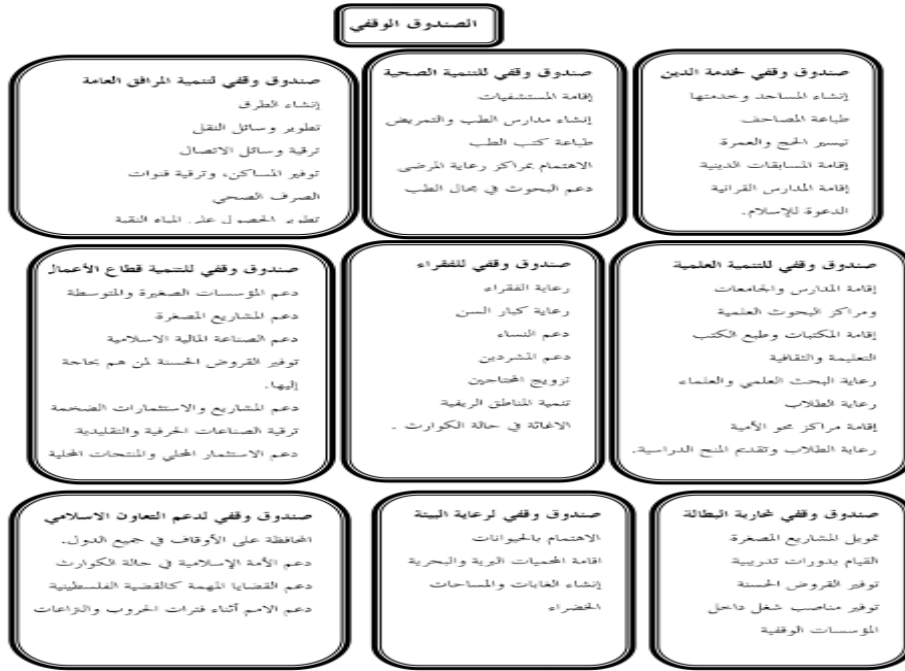 الصندوق الوقفي
صندوق وقفي لخدمة الدين
إنشاء المساجد وخدمتها
طباعة المصاحف
تيسير الحج والعمرة
إقامة المسابقات الدينية
إقامة المدارس القرانية
الدعوة للإسلام.
صندوق وقفي للتنمية الصحية
إقامة المستشفيات
إنشاء مدارس الطب والتمريض
طباعة كتب الطب
الاهتمام بمراكز رعاية المرضى
دعم البحوث في مجال الطب
صندوق وقفي لتنمية المرافق العامة
إنشاء الطرق
تطوير وسائل النقل
ترقية وسائل الاتصال
توفير المساكن، وترقية قنوات
الصرف الصحي
تطوير الحصول على المياه النقية
صندوق وقفي للتنمية العلمية
إقامة المدارس والجامعات
ومراكز البحوث العلمية
إقامة المكتبات وطبع الكتب
التعليمة والثقافية
رعاية البحث العلمي والعلماء
رعاية الطلاب
إقامة مراكز محو الأمية
رعاية الطلاب وتقديم المنح الدراسية.
صندوق وقفي للفقراء
رعاية الفقراء
رعاية كبار السن
دعم النساء
دعم المشردين
تزويج المحتاجين
تنمية المناطق الريفية
الاغاثة في حالة الكوارث .
صندوق وقفي للتنمية قطاع الأعمال
دعم المؤسسات الصغيرة والمتوسطة
دعم المشاريع المصغرة
دعم الصناعة المالية الاسلامية
توفير القروض الحسنة لمن هم بحاجة
إليها.
دعم المشاريع والاستثمارات الضخمة
ترقية الصناعات الحرفية والتقليدية
دعم الاستثمار المحلي والمنتجات المحلية
صندوق وقفي لمحاربة البطالة
تمويل المشاريع المصغرة
القيام بدورات تدريبية
توفير القروض الحسنة
توفير مناصب شغل داخل
المؤسسات الوقفية
صندوق وقفي لرعاية البيئة
الاهتمام بالحيوانات
اقامة المحميات البرية والبحرية
إنشاء الغابات والمساحات
الخضراء
صندوق وقفي لدعم التعاون الاسلامي
المحافظة على الأوقاف في جميع الدول.
دعم الأمة الإسلامية في حالة الكوارث
دعم القضايا المهمة كالقضية الفلسطينية
دعم الامم أثناء فترات الحروب والنزاعات